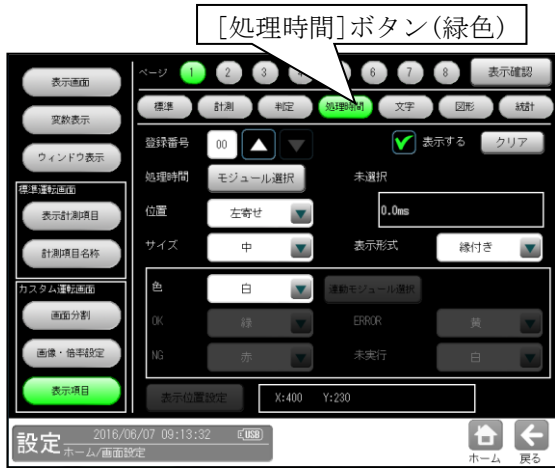 [処理時間]ボタン(緑色)
ページ 1 2 3 4 6 7 8 表示確認
表示画面
標準 計測 判定 処理時間 文字 図形 統計
変数表示
登録番号 00 表示する クリア
ウィンドウ表示
処理時間 モジュール選択 未選択
標準運転画面
表示計測項目
位置 左寄せ 0.0ms
計測項目名称
サイズ 中 表示形式 縁付き
カスタム運転画面
色 白 連動モジュール選択
画面分割
OK 緑 ERROR 黄
画像・倍率設定
NG 赤 未実行 白
表示項目
表示位置設定 X:400 Y:230
設定 2016/06/07 09:13:32 USB
ホーム/画面設定
ホーム 戻る